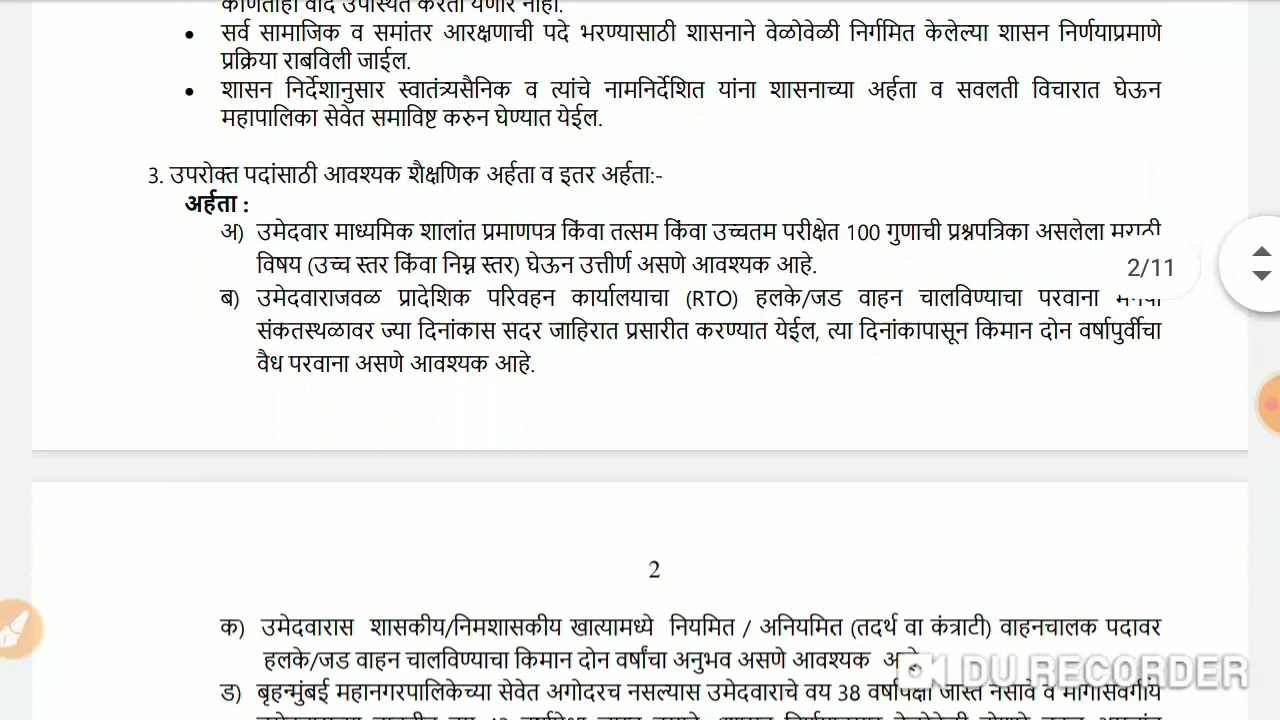 कोणताही वाद उपस्थित करता येणार नाही.
• सर्व सामाजिक व समांतर आरक्षणाची पदे भरण्यासाठी शासनाने वेळोवेळी निर्गमित केलेल्या शासन निर्णयाप्रमाणे
प्रक्रिया राबविली जाईल.
• शासन निर्देशानुसार स्वातंत्र्यसैनिक व त्यांचे नामनिर्देशित यांना शासनाच्या अर्हता व सवलती विचारात घेऊन
महापालिका सेवेत समाविष्ट करुन घेण्यात येईल.
3. उपरोक्त पदांसाठी आवश्यक शैक्षणिक अर्हता व इतर अर्हता:-
अर्हता :
अ) उमेदवार माध्यमिक शालांत प्रमाणपत्र किंवा तत्सम किंवा उच्चतम परीक्षेत 100 गुणाची प्रश्नपत्रिका असलेला मराठी
विषय (उच्च स्तर किंवा निम्न स्तर) घेऊन उत्तीर्ण असणे आवश्यक आहे.
2/11
ब) उमेदवाराजवळ प्रादेशिक परिवहन कार्यालयाचा (RTO) हलके/जड वाहन चालविण्याचा परवाना
संकतस्थळावर ज्या दिनांकास सदर जाहिरात प्रसारीत करण्यात येईल, त्या दिनांकापासून किमान दोन वर्षापुर्वीचा
वैध परवाना असणे आवश्यक आहे.
2
क) उमेदवारास शासकीय/निमशासकीय खात्यामध्ये नियमित / अनियमित (तदर्थ वा कंत्राटी) वाहनचालक पदावर
हलके/जड वाहन चालविण्याचा किमान दोन वर्षांचा अनुभव असणे आवश्यक आहे.
DU RECORDER
ड) बृहन्मुंबई महानगरपालिकेच्या सेवेत अगोदरच नसल्यास उमेदवाराचे वय 38 वर्षापेक्षा जास्त नसावे व मागासवर्गीय